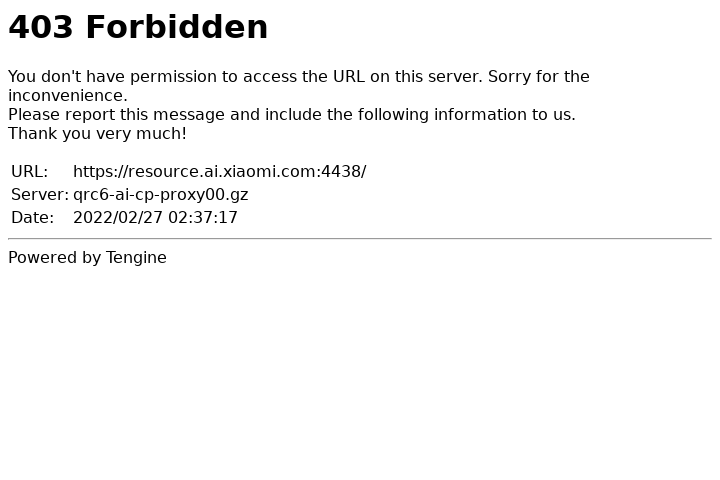 403 Forbidden
You don't have permission to access the URL on this server. Sorry for the
inconvenience.
Please report this message and include the following information to us.
Thank you very much!
URL: https://resource.ai.xiaomi.com:4438/
Server: qrc6-ai-cp-proxy00.gz
Date: 2022/02/27 02:37:17
Powered by Tengine